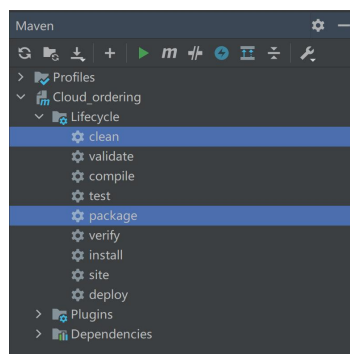 Maven
Profiles
Cloud_ordering
Lifecycle
clean
validate
compile
test
package
verify
install
site
deploy
Plugins
Dependencies